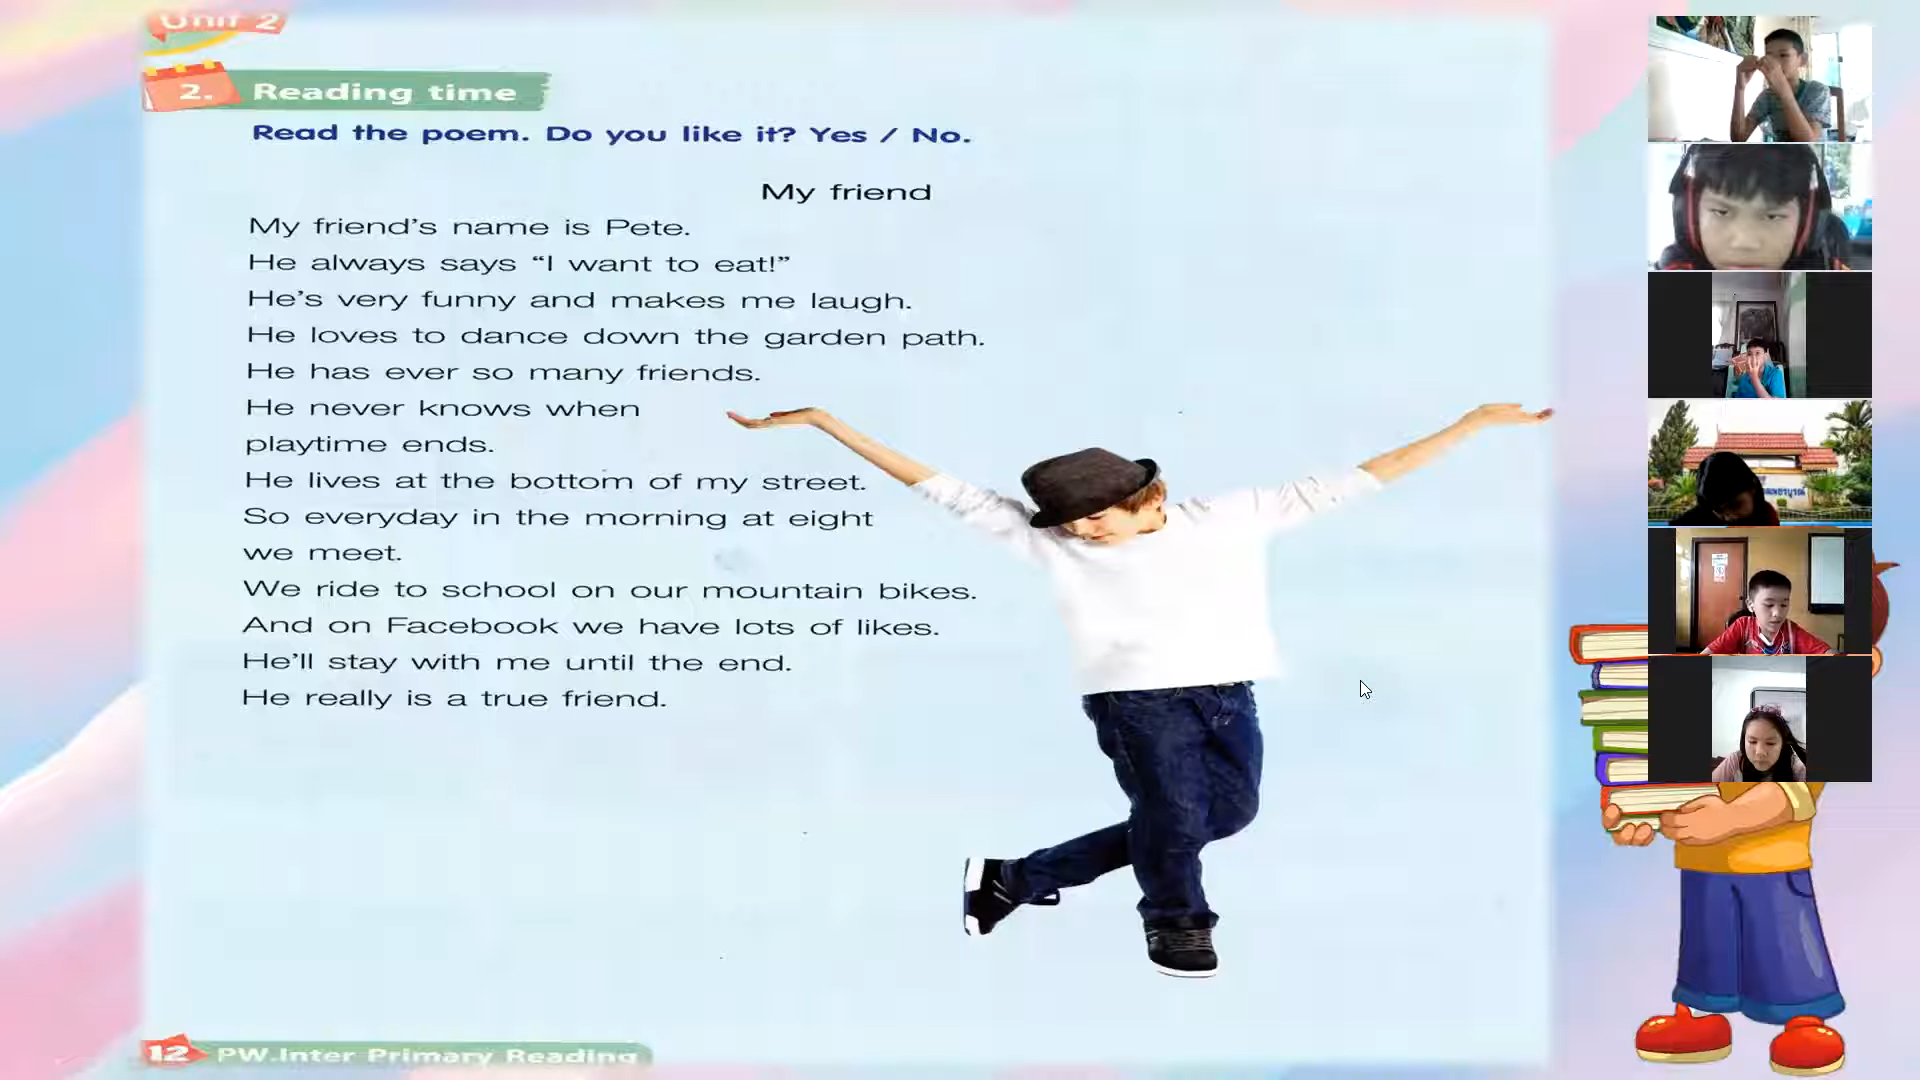 Unit 2
2. Reading time
Read the poem. Do you like it? Yes / No.
My friend
My friend's name is Pete.
He always says “I want to eat!”
He's very funny and makes me laugh.
He loves to dance down the garden path.
He has ever so many friends.
He never knows when
playtime ends.
He lives at the bottom of my street.
So everyday in the morning at eight
we meet.
We ride to school on our mountain bikes.
And on Facebook we have lots of likes.
He'll stay with me until the end.
He really is a true friend.
12 PW.Inter Primary Reading